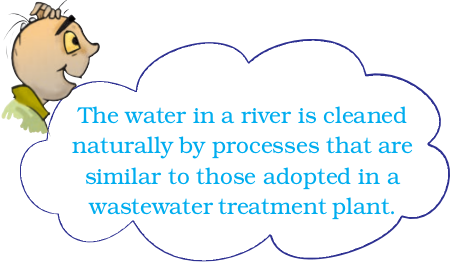 The water in a river is cleaned
naturally by processes that are
similar to those adopted in a
wastewater treatment plant.